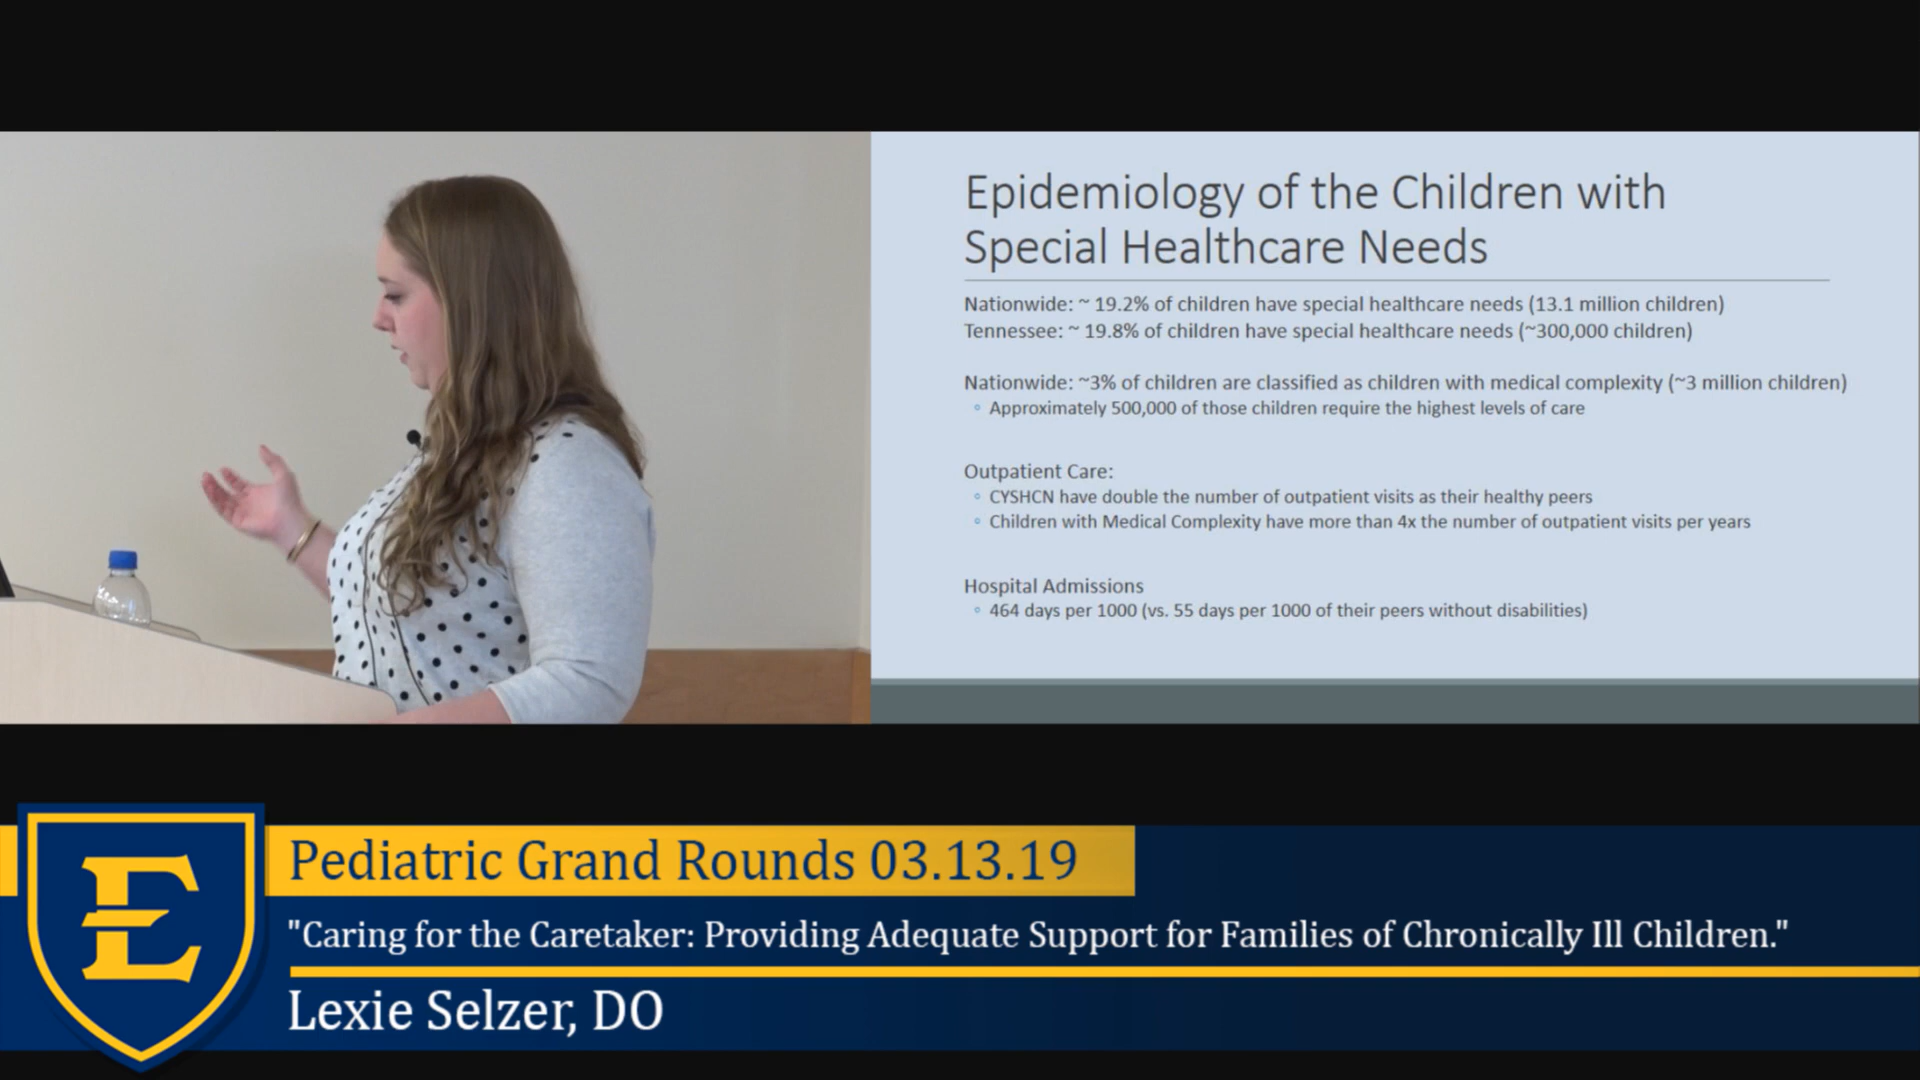 Epidemiology of the Children with
Special Healthcare Needs
Nationwide: ~ 19.2% of children have special healthcare needs (13.1 million children)
Tennessee: ~ 19.8% of children have special healthcare needs (~300,000 children)
Nationwide: ~3% of children are classified as children with medical complexity (~3 million children)
◦ Approximately 500,000 of those children require the highest levels of care
Outpatient Care:
◦ CYSHCN have double the number of outpatient visits as their healthy peers
◦ Children with Medical Complexity have more than 4x the number of outpatient visits per years
Hospital Admissions
◦ 464 days per 1000 (vs. 55 days per 1000 of their peers without disabilities)
E
Pediatric Grand Rounds 03.13.19
"Caring for the Caretaker: Providing Adequate Support for Families of Chronically Ill Children."
Lexie Selzer, DO